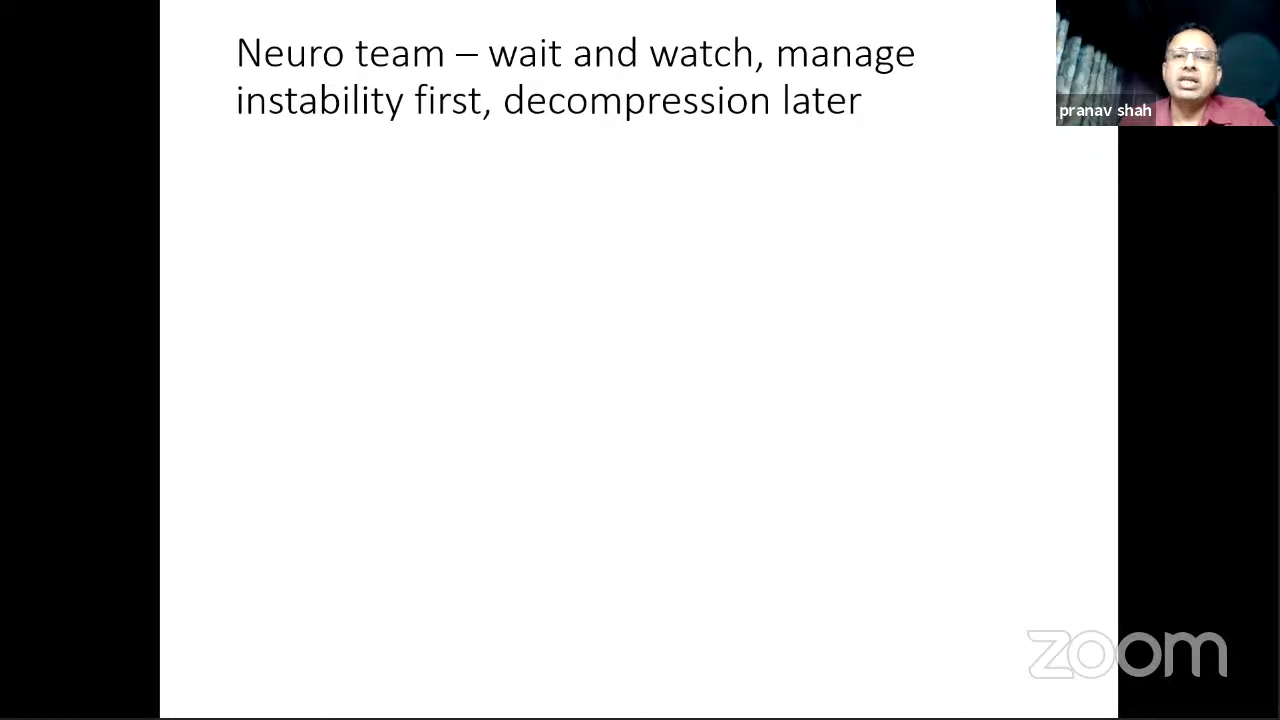 Neuro team – wait and watch, manage
instability first, decompression later
pranav shah
zoom